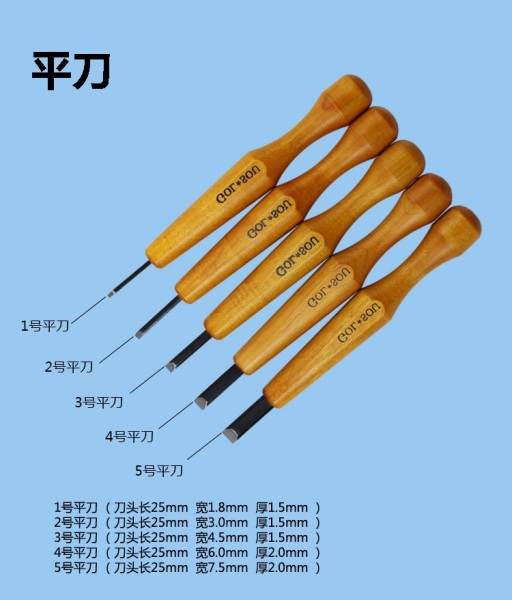 平刀
Gor★son
Gor★son
Gor★son
Gor★son
Gor★son
1号平刀
2号平刀
3号平刀
4号平刀
5号平刀
1号平刀 ( 刀头长25mm 宽1.8mm 厚1.5mm )
2号平刀 ( 刀头长25mm 宽3.0mm 厚1.5mm )
3号平刀 ( 刀头长25mm 宽4.5mm 厚1.5mm )
4号平刀 ( 刀头长25mm 宽6.0mm 厚2.0mm )
5号平刀 ( 刀头长25mm 宽7.5mm 厚2.0mm )